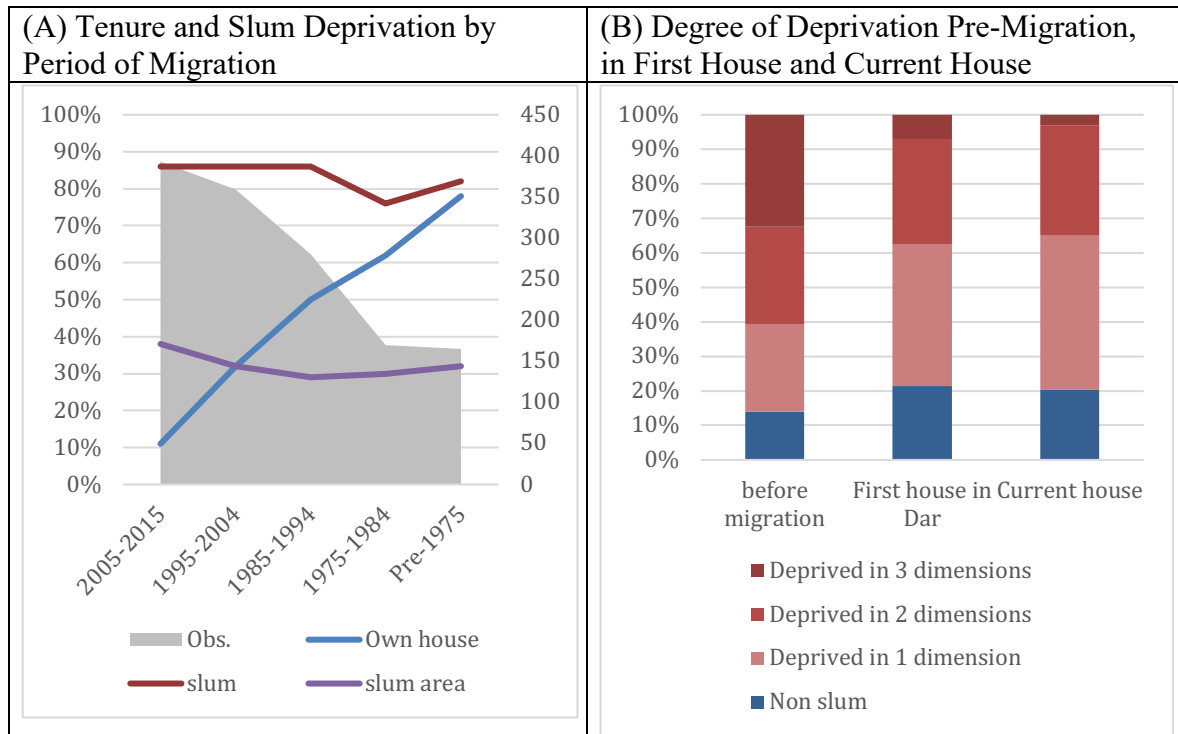 (A) Tenure and Slum Deprivation by
Period of Migration
100%
90%
80%
70%
60%
50%
40%
30%
20%
10%
0%
450
400
350
300
250
200
150
100
50
0
2005-2015
1995-2004
1985-1994
1975-1984
Pre-1975
Obs.
Own house
slum
slum area
(B) Degree of Deprivation Pre-Migration,
in First House and Current House
100%
90%
80%
70%
60%
50%
40%
30%
20%
10%
0%
before
migration
First house in
Dar
Current house
Deprived in 3 dimensions
Deprived in 2 dimensions
Deprived in 1 dimension
Non slum